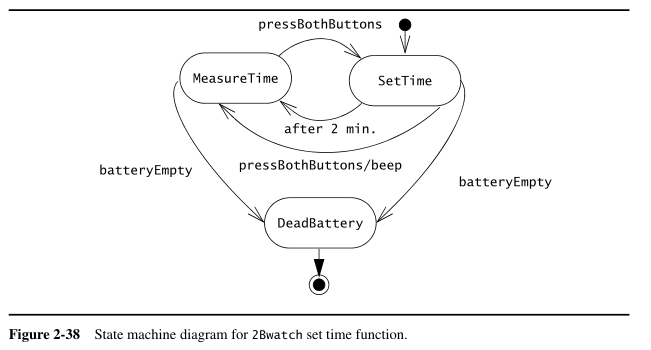 pressBothButtons
MeasureTime
SetTime
after 2 min.
pressBothButtons/beep
batteryEmpty
batteryEmpty
DeadBattery
Figure 2-38 State machine diagram for 2Bwatch set time function.